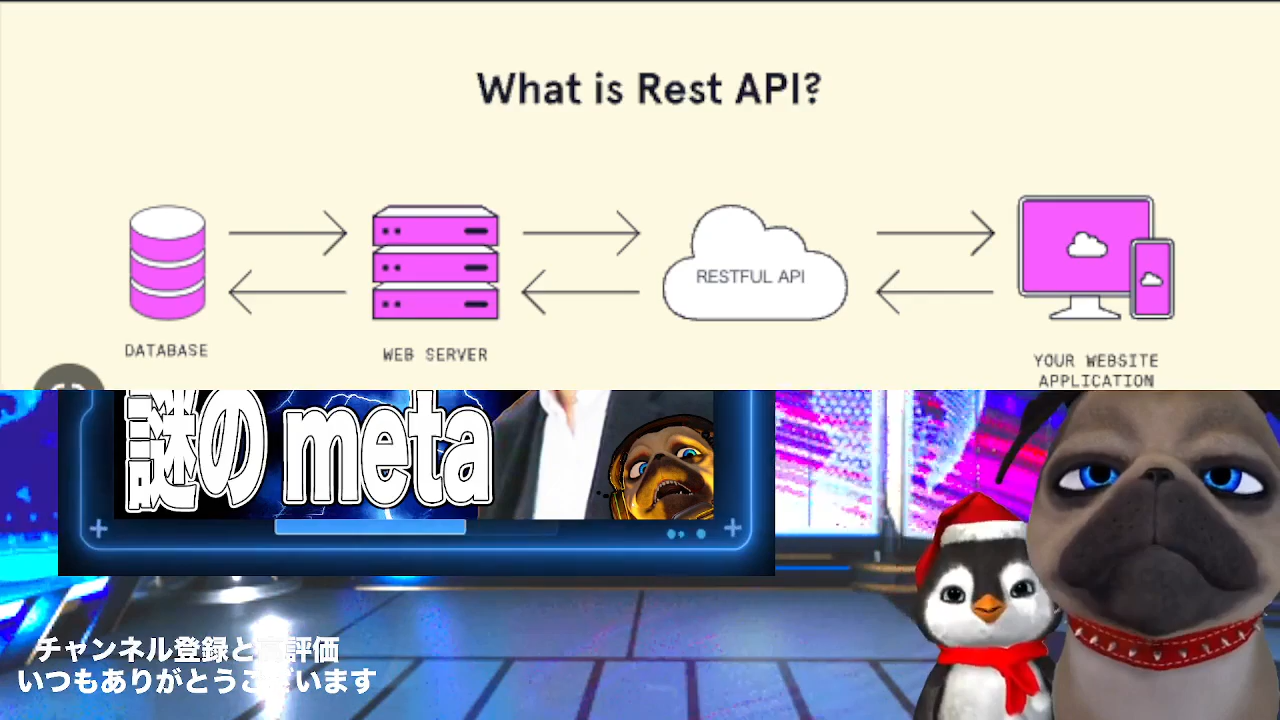 What is Rest API?
RESTFUL API
DATABASE
WEB SERVER
YOUR WEBSITE
APPLICATION
謎の meta
チャンネル登録と 評価
いつもありがとうございます